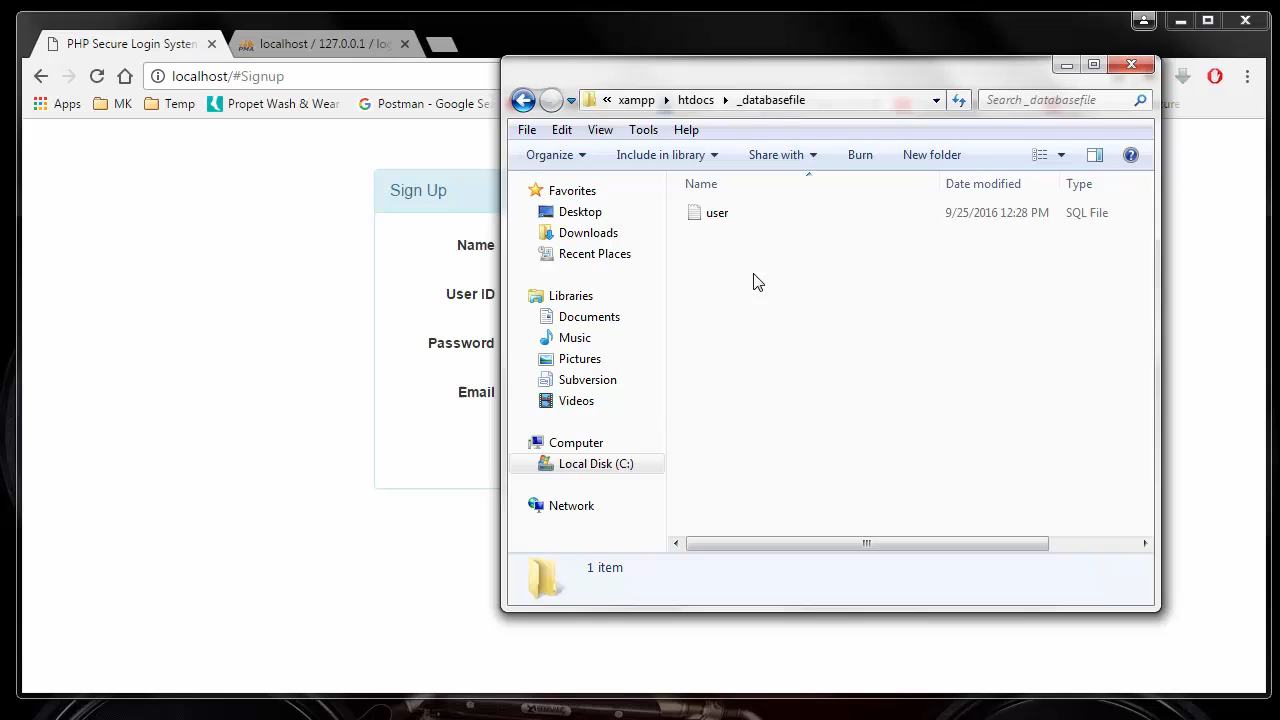 PHP Secure Login System
localhost / 127.0.0.1 / log
localhost/#Signup
Apps
MK
Temp
Propet Wash & Wear
Postman - Google Sea
Sign Up
Name
User ID
Password
Email
« xampp
htdocs
_databasefile
Search _databasefile
File
Edit
View
Tools
Help
Organize
Include in library
Share with
Burn
New folder
Favorites
Desktop
Downloads
Recent Places
Libraries
Documents
Music
Pictures
Subversion
Videos
Computer
Local Disk (C:)
Network
Name
Date modified
Type
user
9/25/2016 12:28 PM
SQL File
1 item